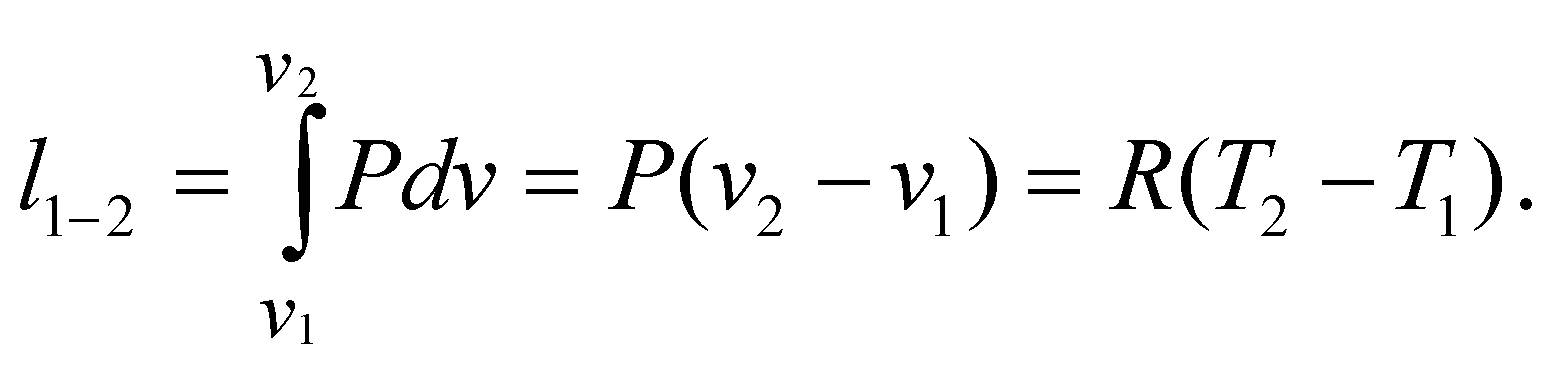 l₁₋₂ = ∫_{v₁}^{v₂} Pdv = P(v₂ − v₁) = R(T₂ − T₁).